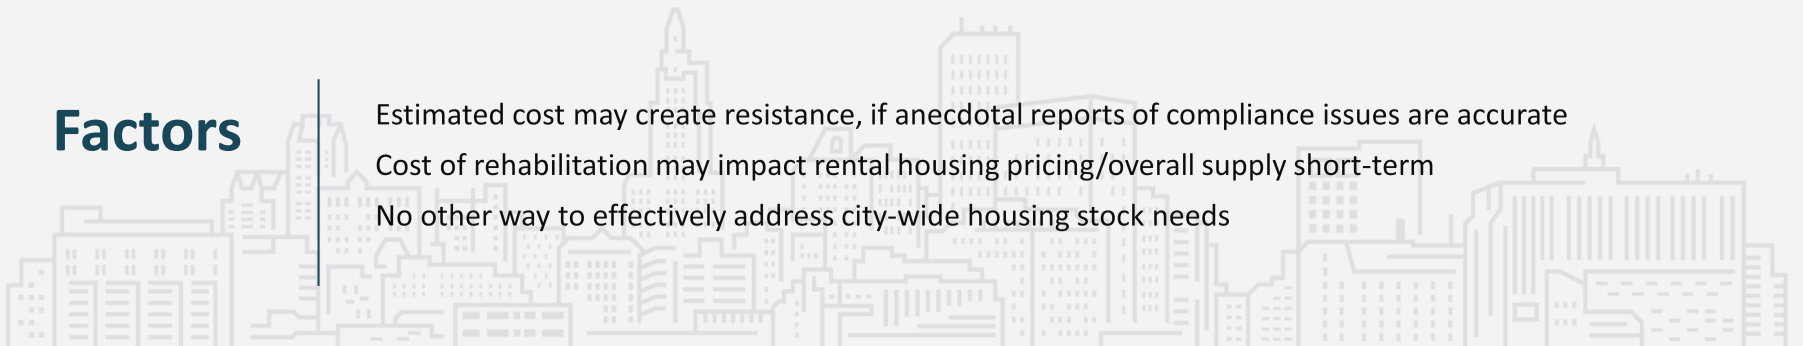 Factors
Estimated cost may create resistance, if anecdotal reports of compliance issues are accurate
Cost of rehabilitation may impact rental housing pricing/overall supply short-term
No other way to effectively address city-wide housing stock needs